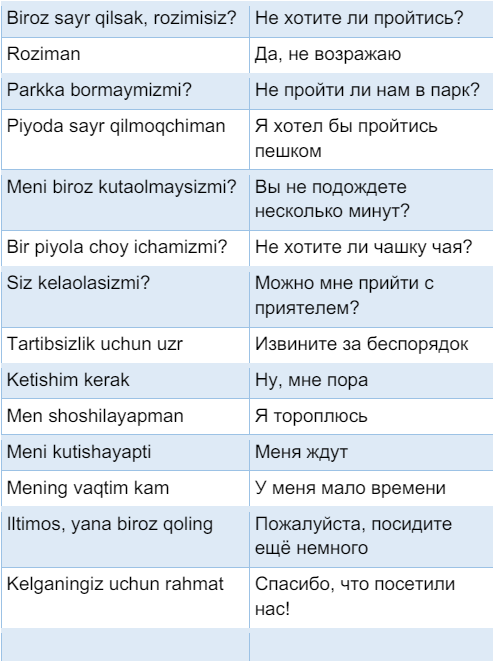 Biroz sayr qilsak, rozimisiz?
Не хотите ли пройтись?
Roziman
Да, не возражаю
Parkka bormaymizmi?
Не пройти ли нам в парк?
Piyoda sayr qilmoqchiman
Я хотел бы пройтись
пешком
Meni biroz kutaolmaysizmi?
Вы не подождете
несколько минут?
Bir piyola choy ichamizmi?
Не хотите ли чашку чая?
Siz kelaolasizmi?
Можно мне прийти с
приятелем?
Tartibsizlik uchun uzr
Извините за беспорядок
Ketishim kerak
Ну, мне пора
Men shoshilayapman
Я тороплюсь
Meni kutishayapti
Меня ждут
Mening vaqtim kam
У меня мало времени
Iltimos, yana biroz qoling
Пожалуйста, посидите
ещё немного
Kelganingiz uchun rahmat
Спасибо, что посетили
нас!